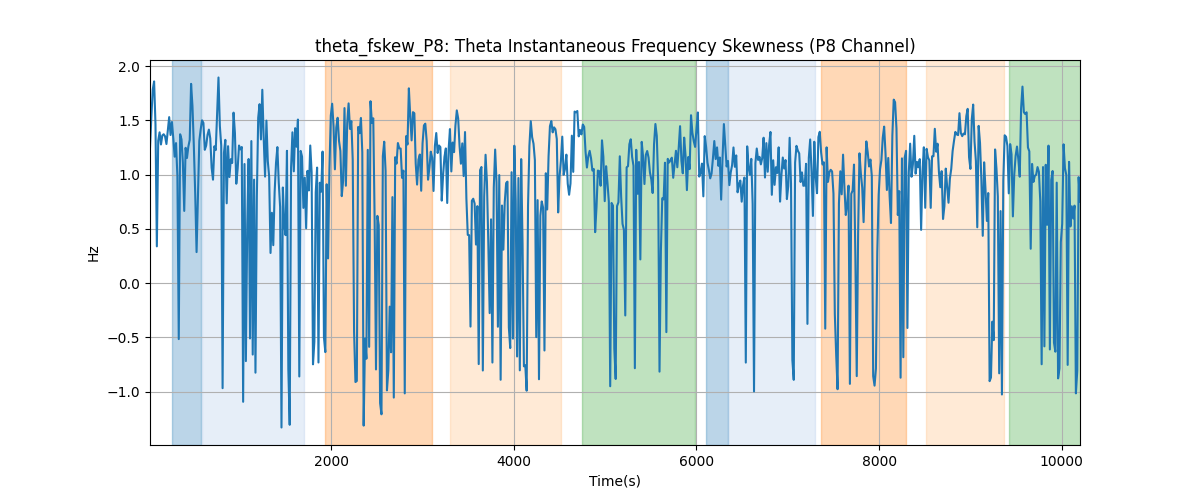 theta_fskew_P8: Theta Instantaneous Frequency Skewness (P8 Channel)
2.0
1.5
1.0
0.5
0.0
−0.5
−1.0
Hz
2000 4000 6000 8000 10000
Time(s)